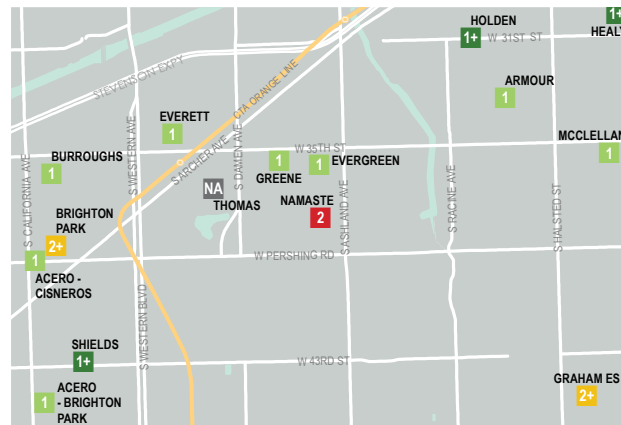 HOLDEN
1+
W 31ST ST
1+
HEALY
STEVENSON EXPY
CTA ORANGE LINE
ARMOUR
1
EVERETT
1
S WESTERN AVE
S ARCHER AVE
S DAMEN AVE
W 35TH ST
MCCLELLAN
1
BURROUGHS
1
S CALIFORNIA AVE
1
GREENE
1
EVERGREEN
NA
THOMAS
NAMASTE
2
S ASHLAND AVE
S RACINE AVE
S HALSTED ST
BRIGHTON
PARK
2+
1
ACERO -
CISNEROS
W PERSHING RD
S WESTERN BLVD
SHIELDS
1+
W 43RD ST
GRAHAM ES
2+
1
ACERO
- BRIGHTON
PARK